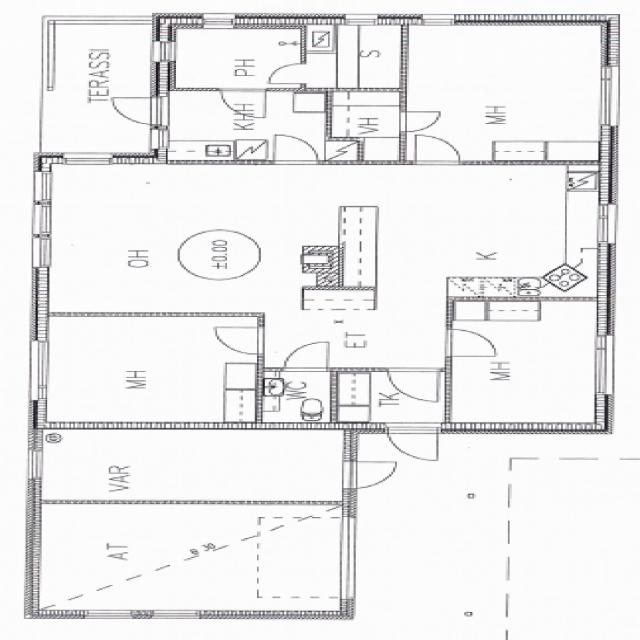 TERASSI
PH
S
KHH
VH
MH
OH
±0.00
K
ET
MH
WC
TK
MH
VAR
AT